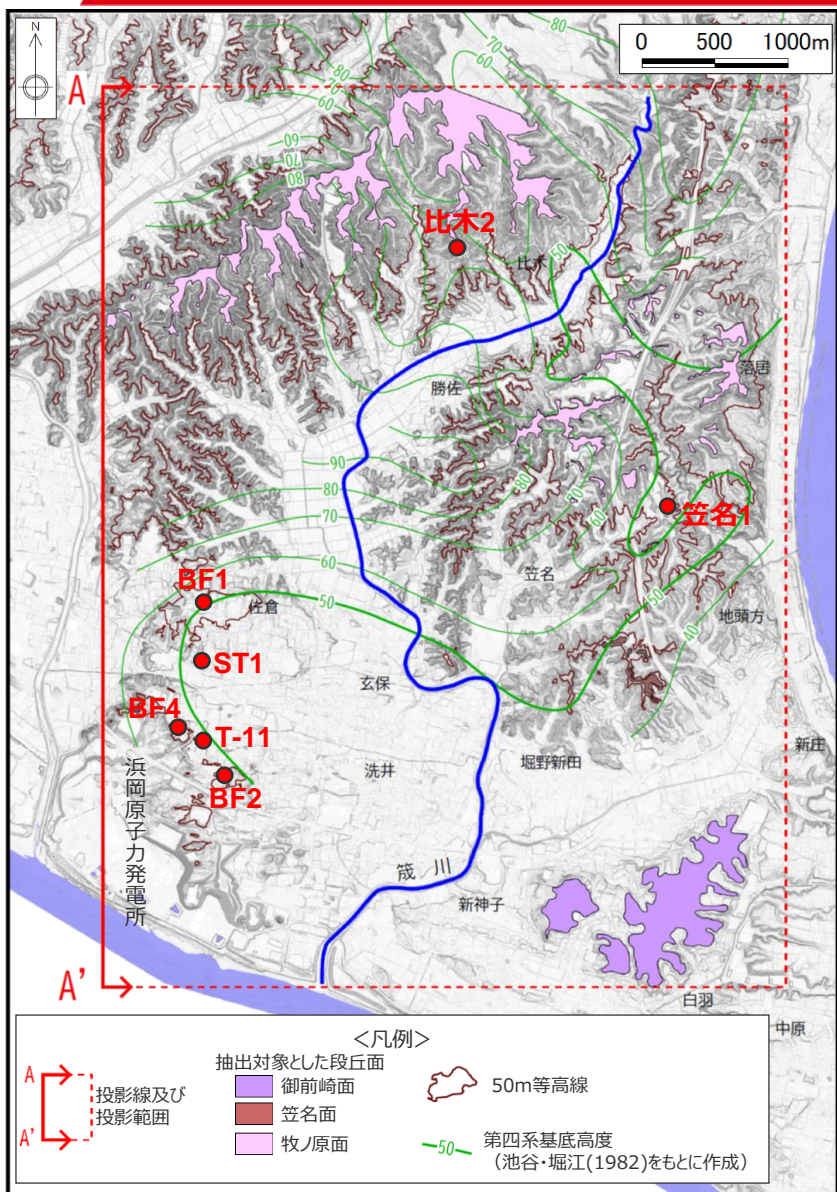 N
0 500 1000m
80
70
60
80
70
60
60
70
80
A
比木2
比木
50
落居
勝佐
90
80
70
60
80
70
60
笠名1
笠名
50
40
地頭方
BF1
佐倉
50
ST1
玄保
BF4
T-11
BF2
洗井
堀野新田
新庄
浜岡原子力発電所
筬川
新神子
A'
白羽
中原
<凡例>
抽出対象とした段丘面
A
A'
投影線及び
投影範囲
御前崎面
笠名面
牧ノ原面
50m等高線
50
第四系基底高度
(池谷・堀江(1982)をもとに作成)